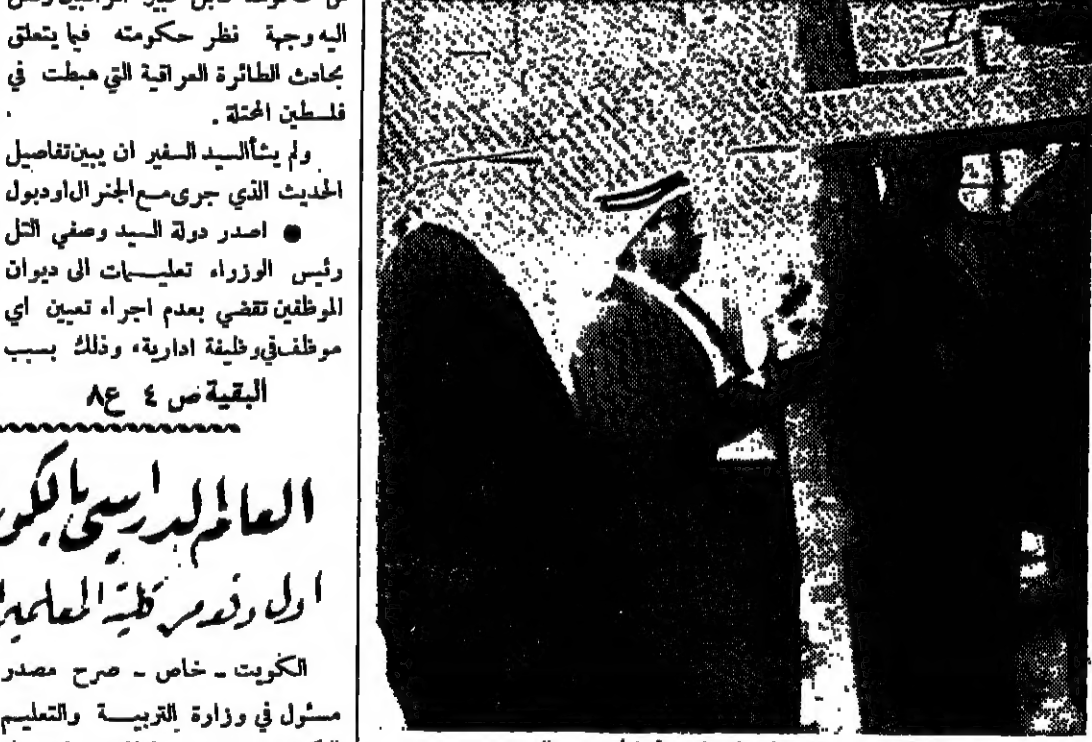 اليه وجهة نظر حكومته فيا يتعلق
بحادث الطائرة العراقية التي هبطت في
فلسطين المحتلة .
ولم يشأ السيد السفير ان يبين تفاصيل
الحديث الذي جرى مع الجنرال اودبول
● اصدر دولة السيد وصفي التل
رئيس الوزراء تعليمات الى ديوان
الموظفين تقضي بعدم اجراء تعيين اي
موظف في وظيفة ادارية، وذلك بسبب
البقية ص ٤ ع٨
العام الدراسي بالكو
اول وفد من كلية المعلمين
الكويت - خاص - صرح مصدر
مسئول في وزارة التربية والتعليم